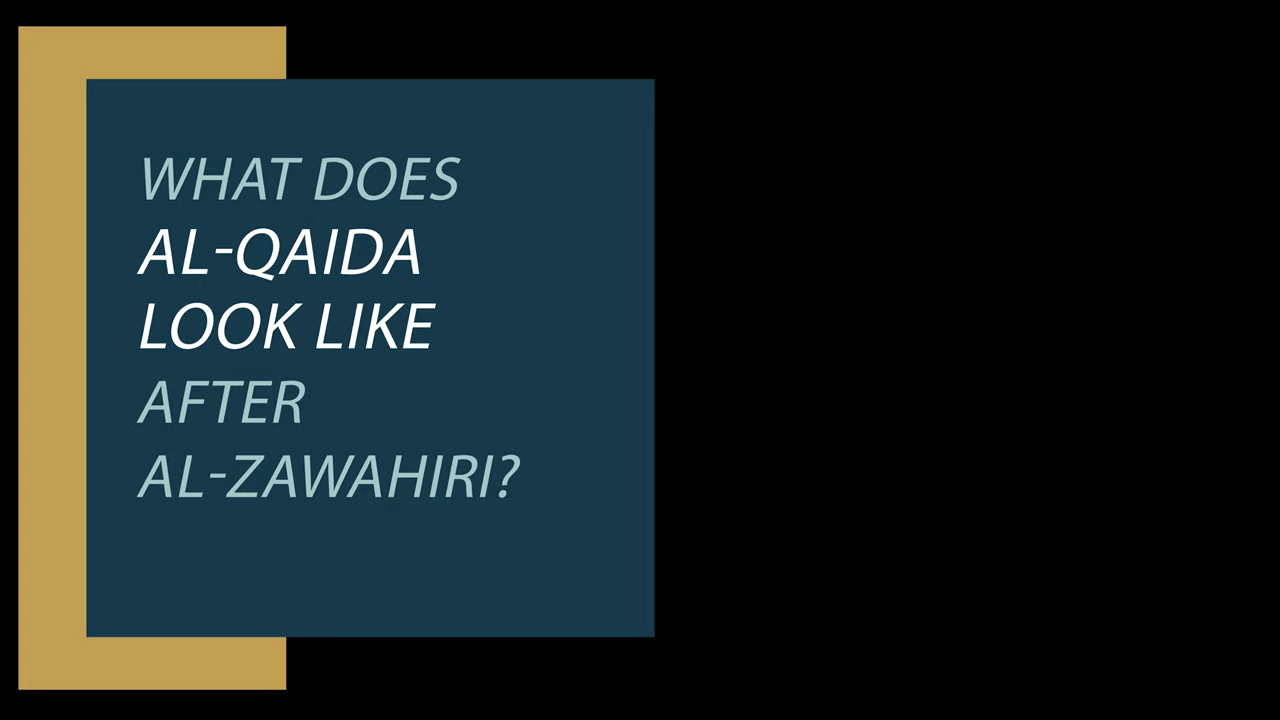 WHAT DOES
AL-QAIDA
LOOK LIKE
AFTER
AL-ZAWAHIRI?